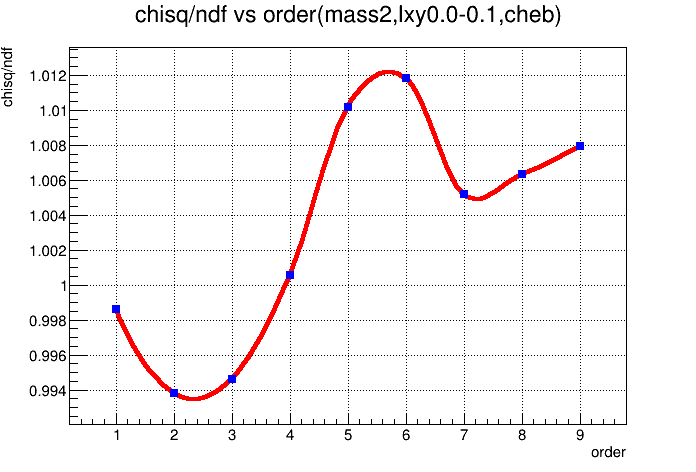 chisq/ndf vs order(mass2,lxy0.0-0.1,cheb)
chisq/ndf
1.012
1.01
1.008
1.006
1.004
1.002
1
0.998
0.996
0.994
1 2 3 4 5 6 7 8 9
order